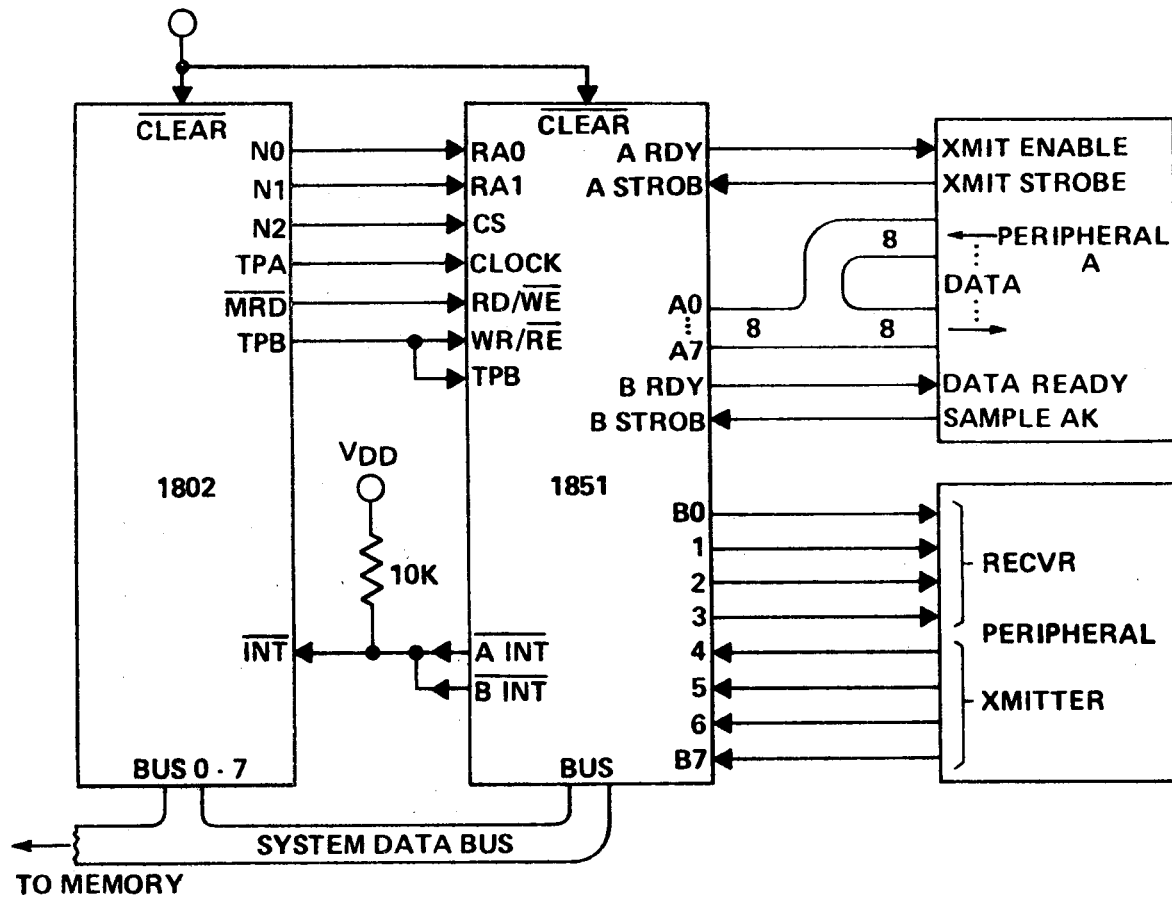 CLEAR
N0
N1
N2
TPA
MRD
TPB
1802
INT
BUS 0 - 7
CLEAR
RA0
RA1
CS
CLOCK
RD/WE
WR/RE
TPB
A RDY
A STROB
A0
A7
B RDY
B STROB
1851
B0
1
2
3
4
5
6
B7
A INT
B INT
BUS
VDD
10K
8
8
8
XMIT ENABLE
XMIT STROBE
PERIPHERAL
A
DATA
DATA READY
SAMPLE AK
RECVR
PERIPHERAL
XMITTER
SYSTEM DATA BUS
TO MEMORY